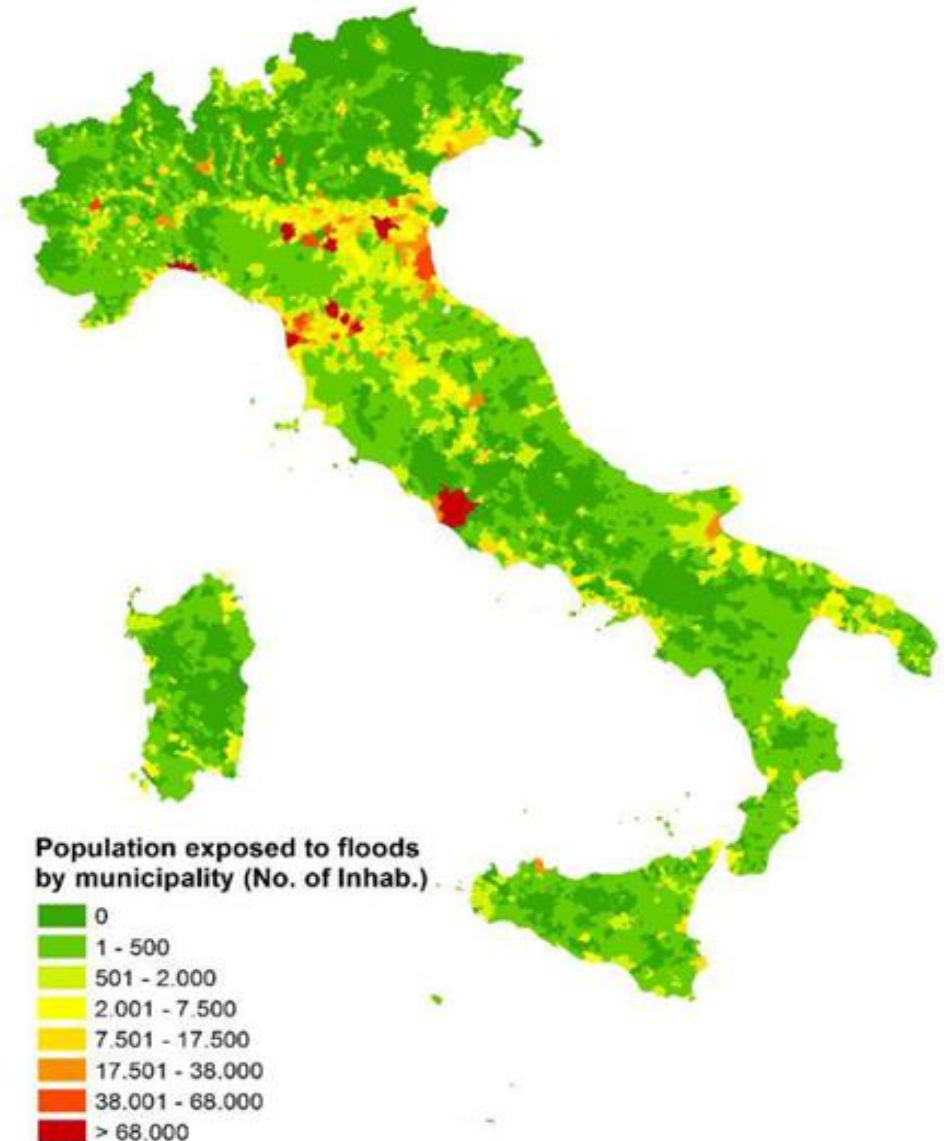 Population exposed to floods
by municipality (No. of Inhab.)
0
1 - 500
501 - 2.000
2.001 - 7.500
7.501 - 17.500
17.501 - 38.000
38.001 - 68.000
> 68.000